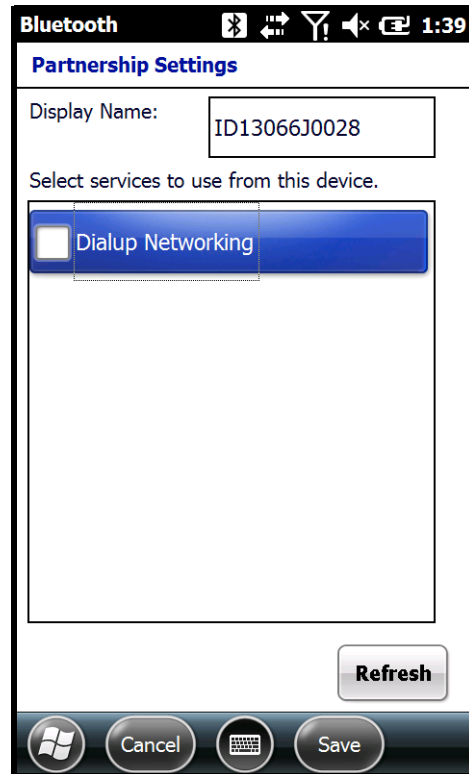 Bluetooth 1:39
Partnership Settings
Display Name:
ID13066J0028
Select services to use from this device.
Dialup Networking
Refresh
Cancel Save